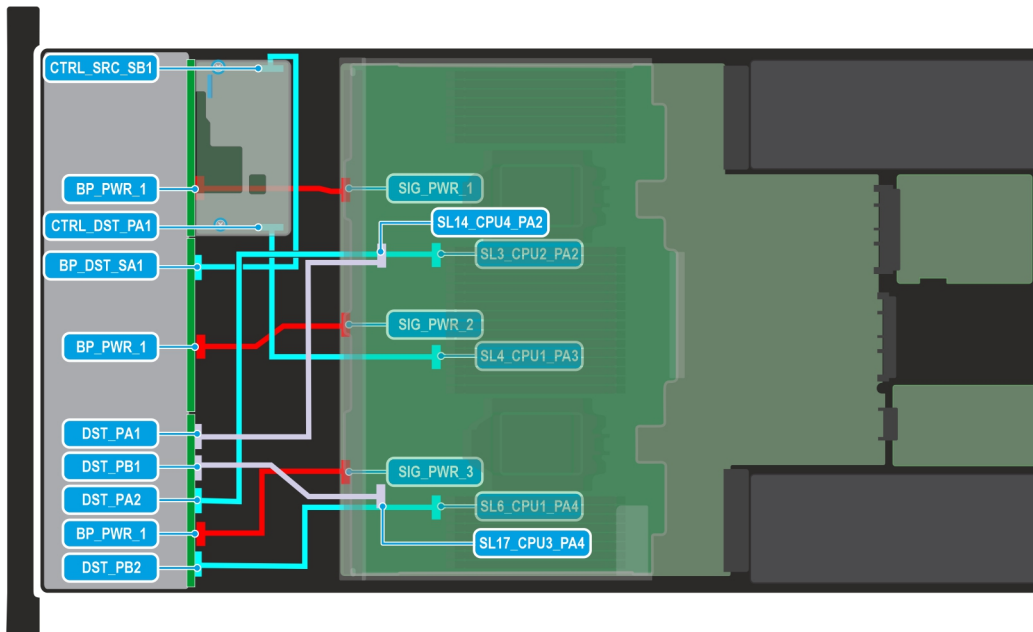 CTRL_SRC_SB1
BP_PWR_1
CTRL_DST_PA1
BP_DST_SA1
BP_PWR_1
DST_PA1
DST_PB1
DST_PA2
BP_PWR_1
DST_PB2
SIG_PWR_1
SL14_CPU4_PA2
SL3_CPU2_PA2
SIG_PWR_2
SL4_CPU1_PA3
SIG_PWR_3
SL6_CPU1_PA4
SL17_CPU3_PA4